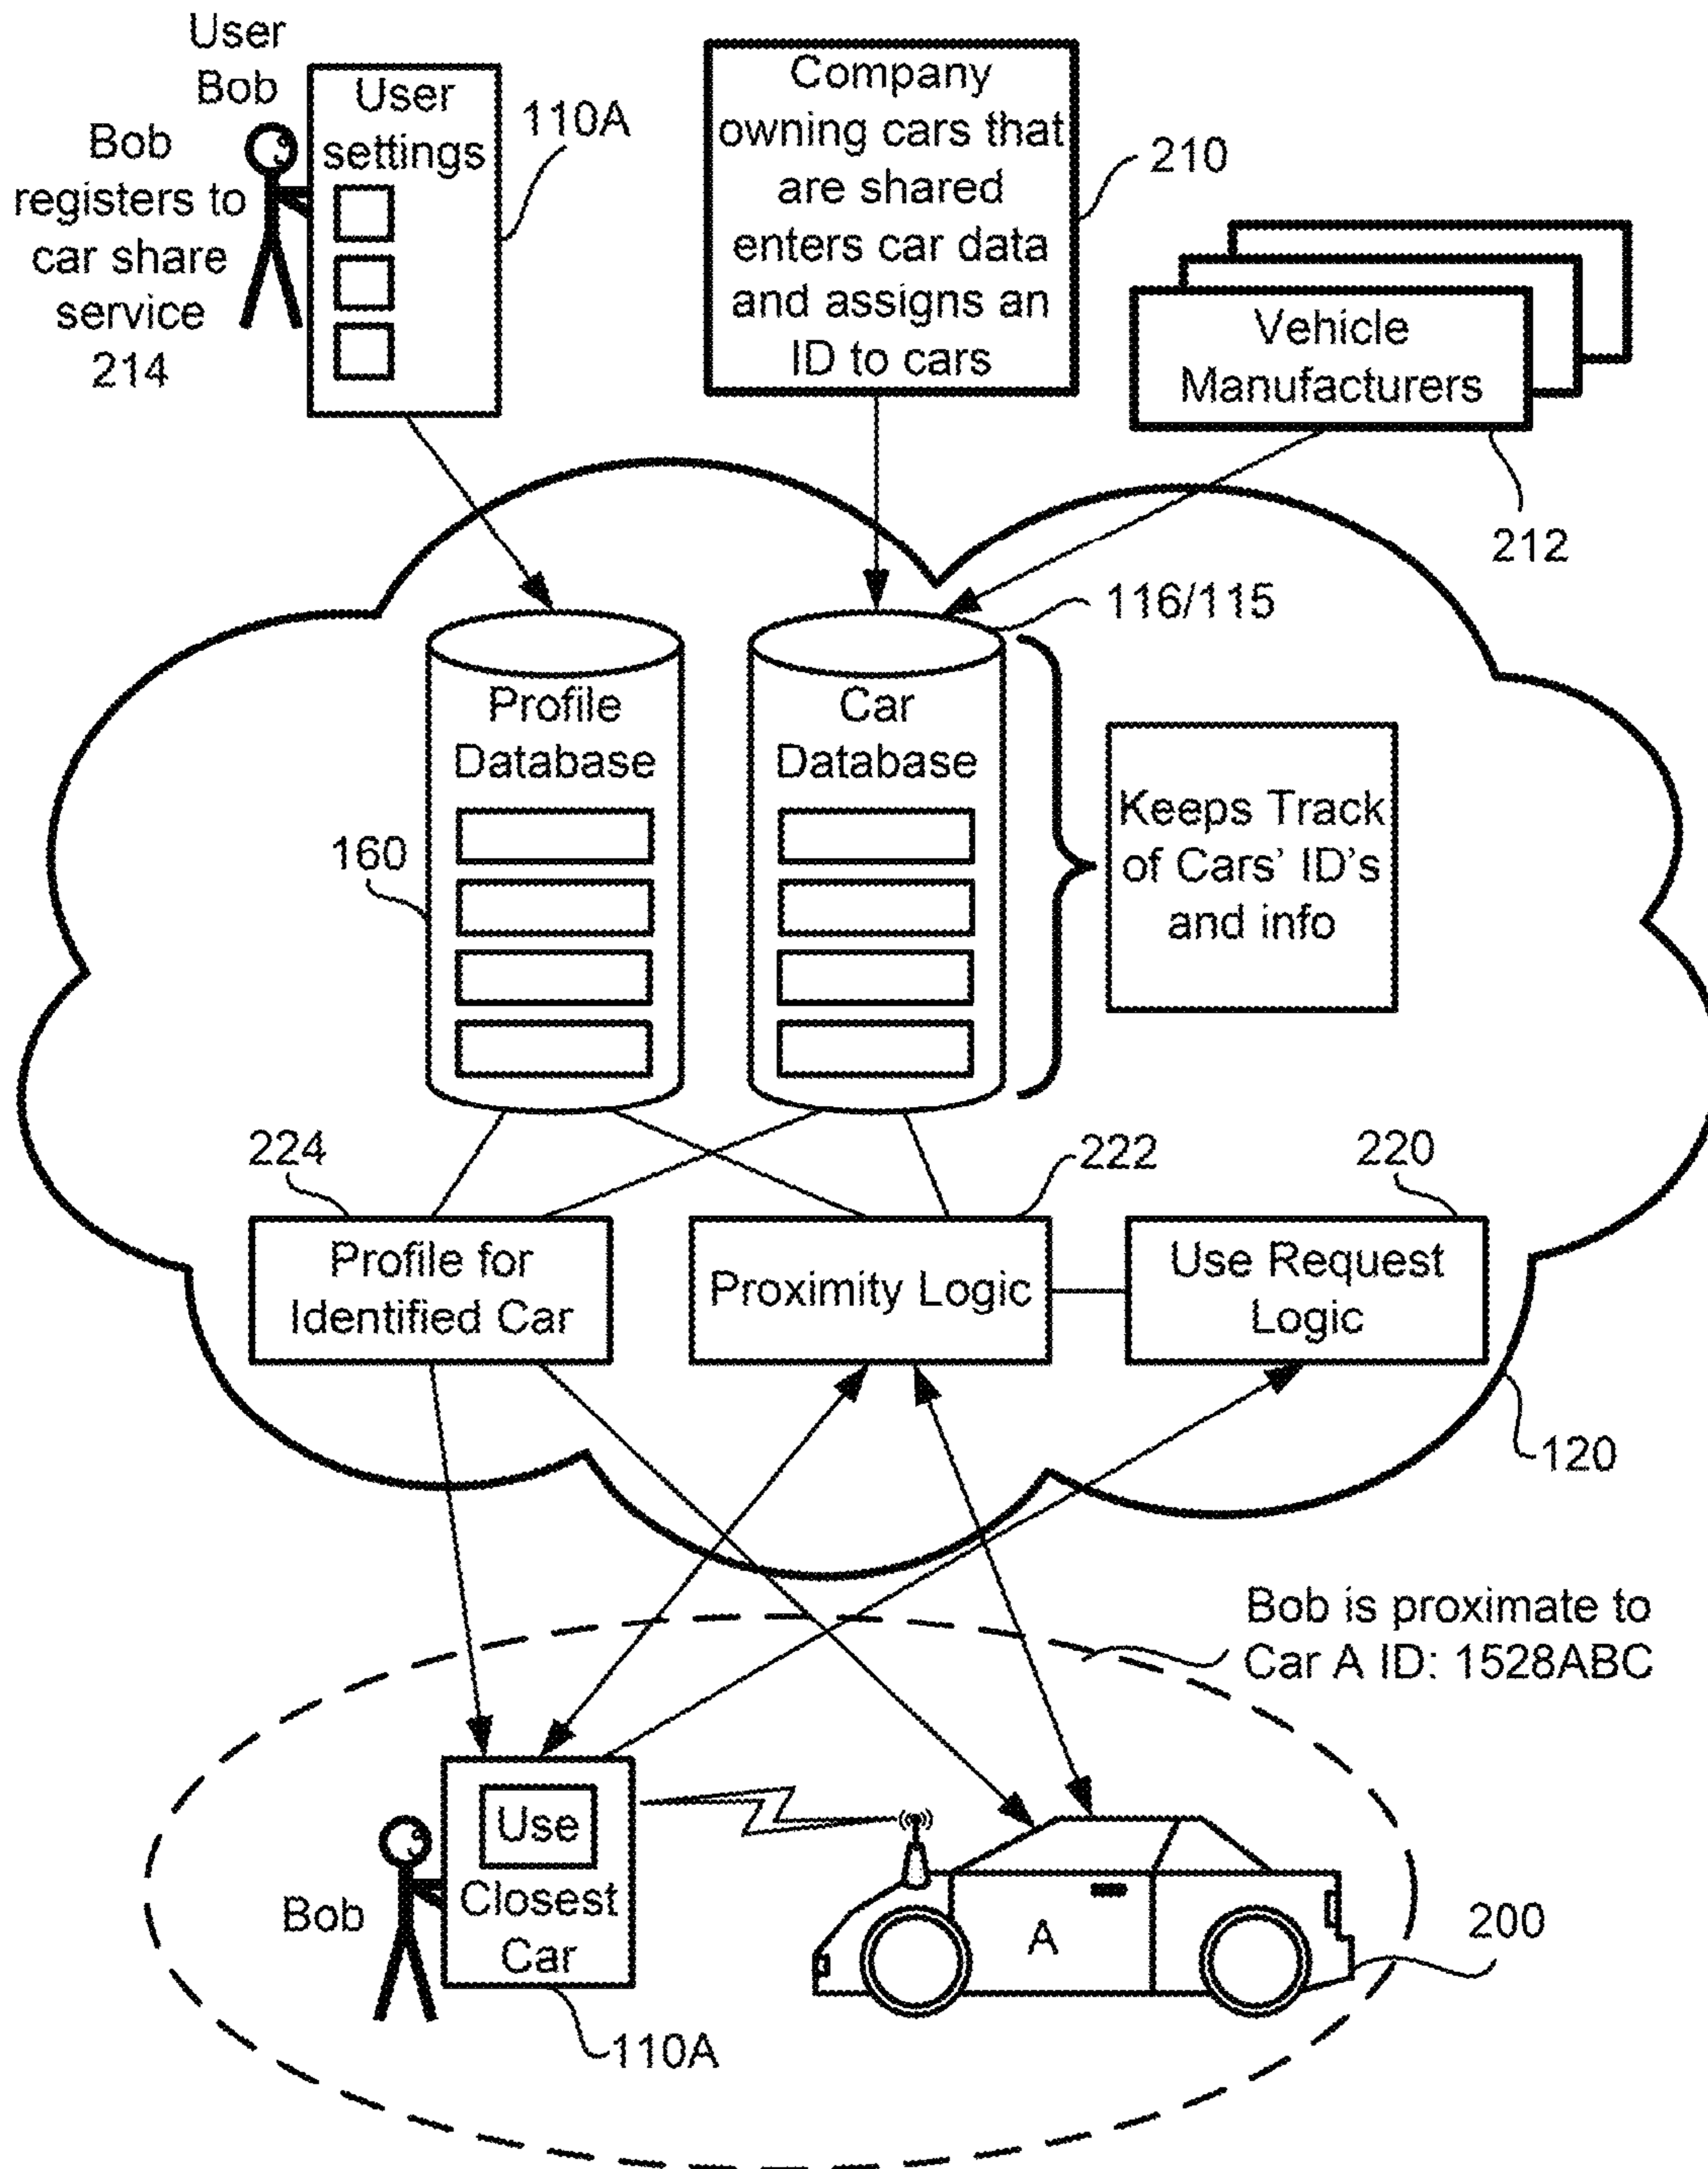 User
Bob
Bob
registers to
car share
service
214
User
settings
110A
Company
owning cars that
are shared
enters car data
and assigns an
ID to cars
210
Vehicle
Manufacturers
212
116/115
Profile
Database
Car
Database
160
Keeps Track
of Cars' ID's
and info
224
222
220
Profile for
Identified Car
Proximity Logic
Use Request
Logic
120
Bob is proximate to
Car A ID: 1528ABC
Use
Closest
Car
Bob
A
200
110A